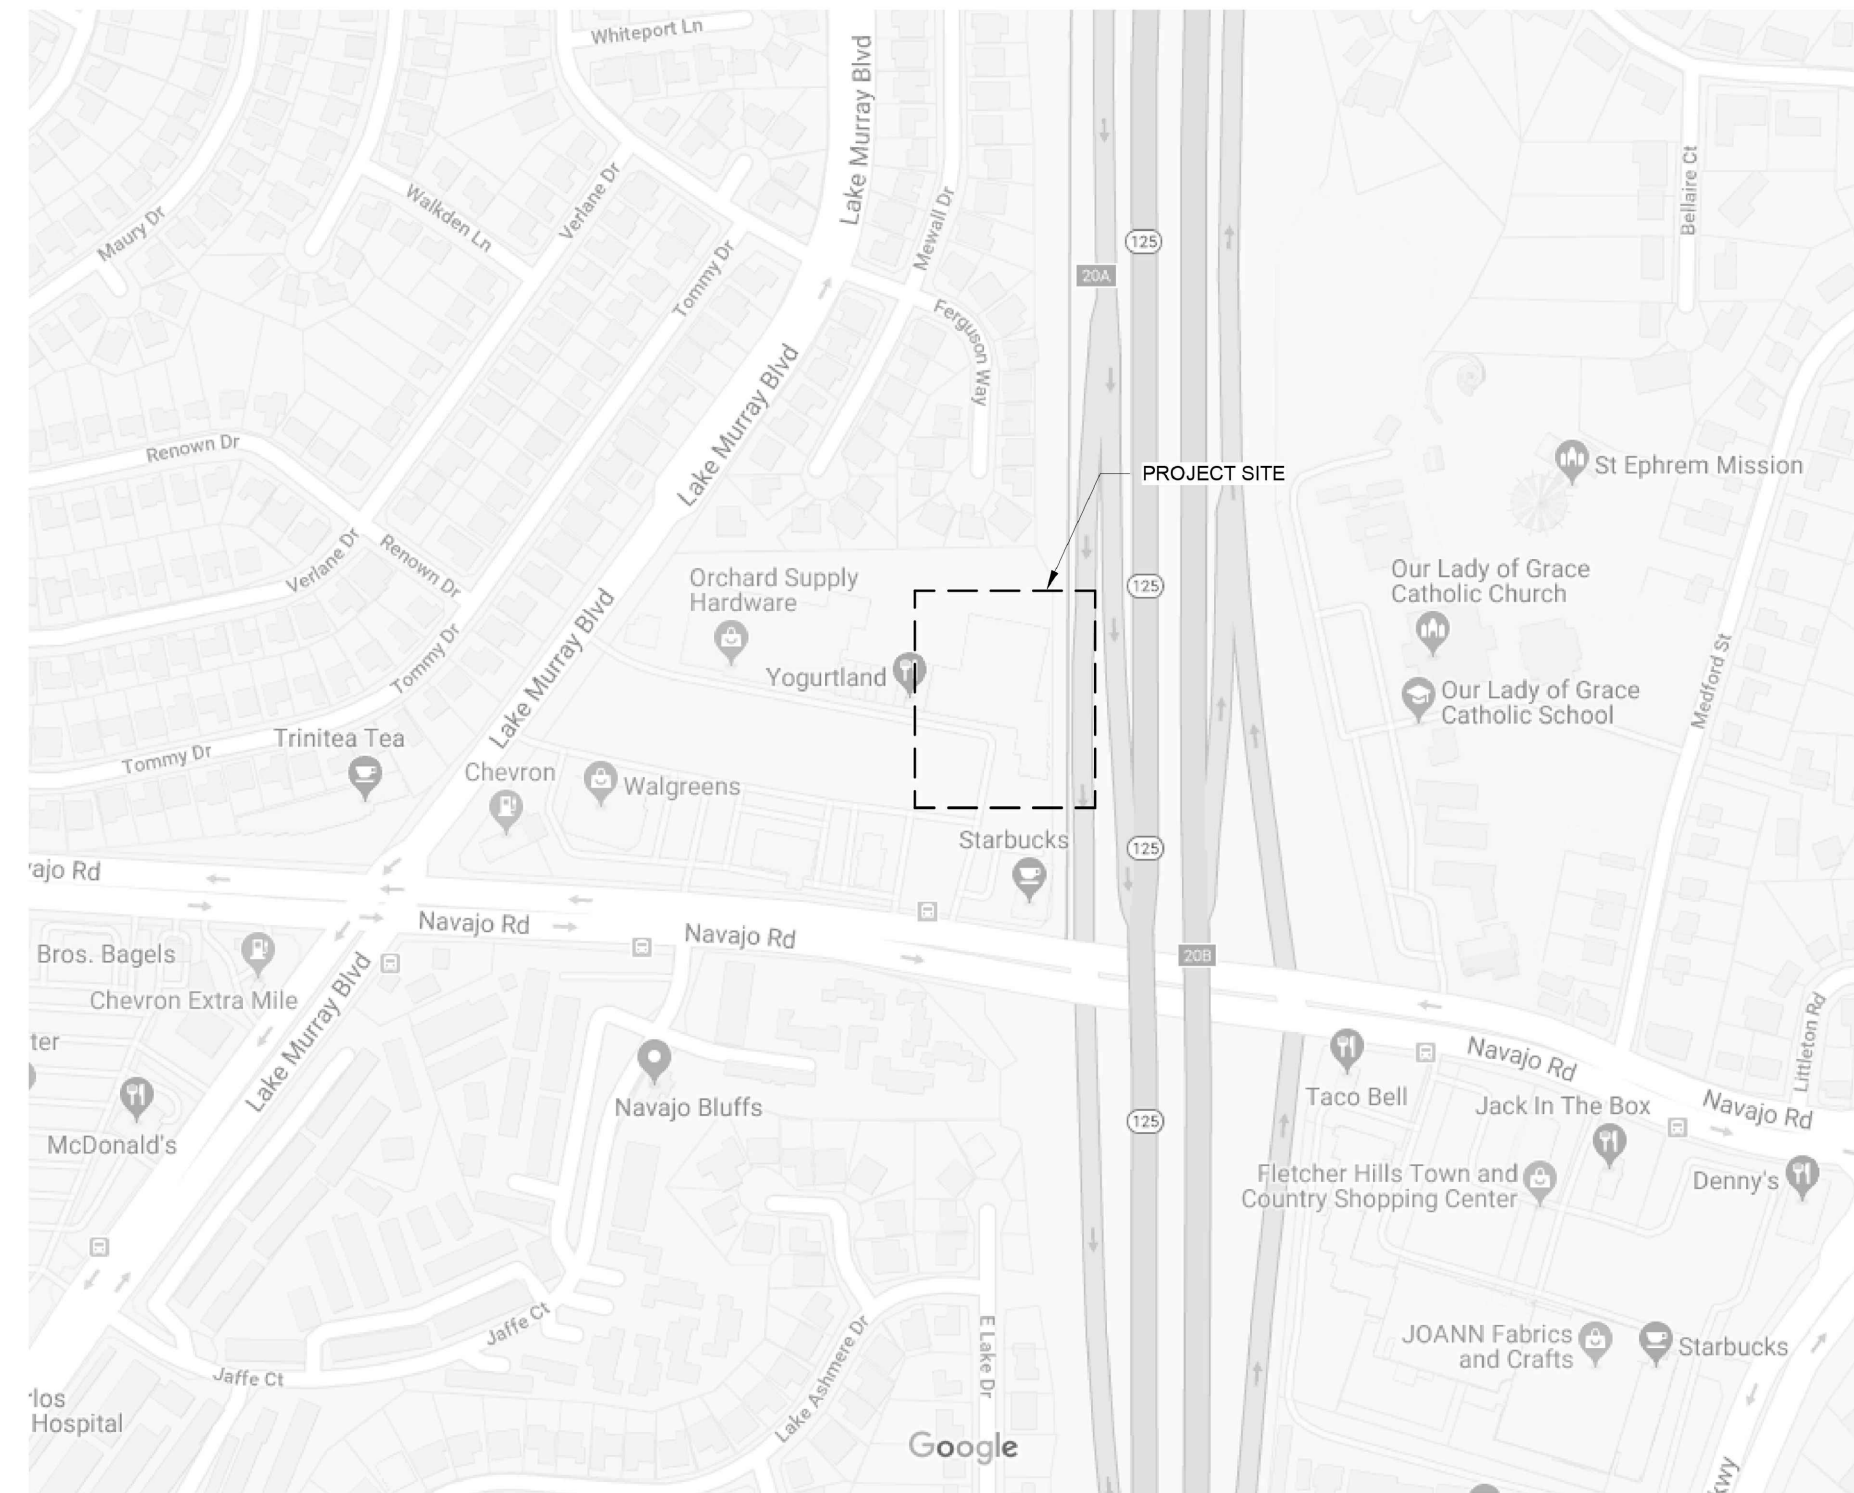 Whiteport Ln
Lake Murray Blvd
Bellaire Ct
Maury Dr
Walkden Ln
Verlane Dr
Mewall Dr
125
Tommy Dr
20A
Ferguson Way
Lake Murray Blvd
Renown Dr
PROJECT SITE
St Ephrem Mission
Verlane Dr
Renown Dr
Orchard Supply
Hardware
125
Our Lady of Grace
Catholic Church
Lake Murray Blvd
Tommy Dr
Yogurtland
Our Lady of Grace
Catholic School
Medford St
Trinitea Tea
Tommy Dr
Chevron
Walgreens
Starbucks
125
vajo Rd
Navajo Rd
Navajo Rd
20B
Bros. Bagels
Chevron Extra Mile
Lake Murray Blvd
ter
Navajo Rd
Littleton Rd
Taco Bell
Jack In The Box
Navajo Rd
Navajo Bluffs
125
McDonald's
Fletcher Hills Town and
Country Shopping Center
Denny's
Jaffe Ct
E Lake Dr
JOANN Fabrics
and Crafts
Starbucks
Jaffe Ct
Lake Ashmere Dr
rlos
Hospital
Google
kwy